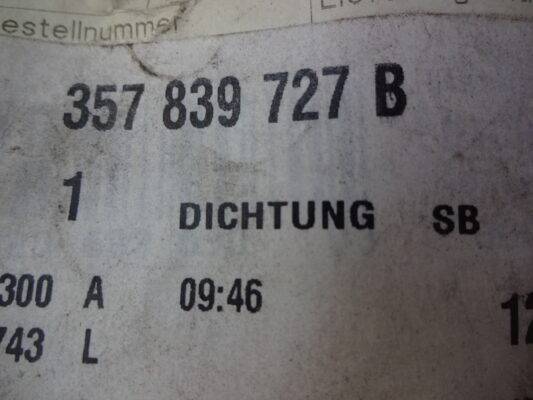 estellnummer
357 839 727 B
1 DICHTUNG SB
300 A 09:46
743 L